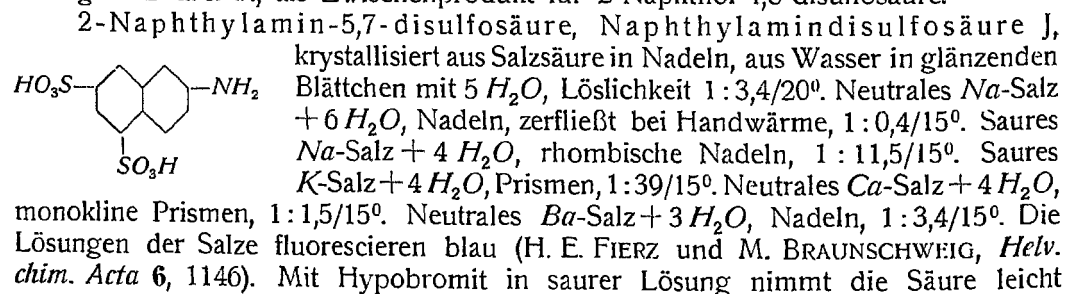 2-Naphthylamin-5,7-disulfosäure, Naphthylamindisulfosäure J,
krystallisiert aus Salzsäure in Nadeln, aus Wasser in glänzenden
HO₃S— —NH₂ Blättchen mit 5 H₂O, Löslichkeit 1:3,4/20⁰. Neutrales Na-Salz
+6 H₂O, Nadeln, zerfließt bei Handwärme, 1:0,4/15⁰. Saures
Na-Salz + 4 H₂O, rhombische Nadeln, 1 : 11,5/15⁰. Saures
SO₃H
K-Salz+4 H₂O, Prismen, 1:39/15⁰. Neutrales Ca-Salz+4 H₂O,
monokline Prismen, 1:1,5/15⁰. Neutrales Ba-Salz+3 H₂O, Nadeln, 1:3,4/15⁰. Die
Lösungen der Salze fluorescieren blau (H. E. FIERZ und M. BRAUNSCHWEIG, Helv.
chim. Acta 6, 1146). Mit Hypobromit in saurer Lösung nimmt die Säure leicht